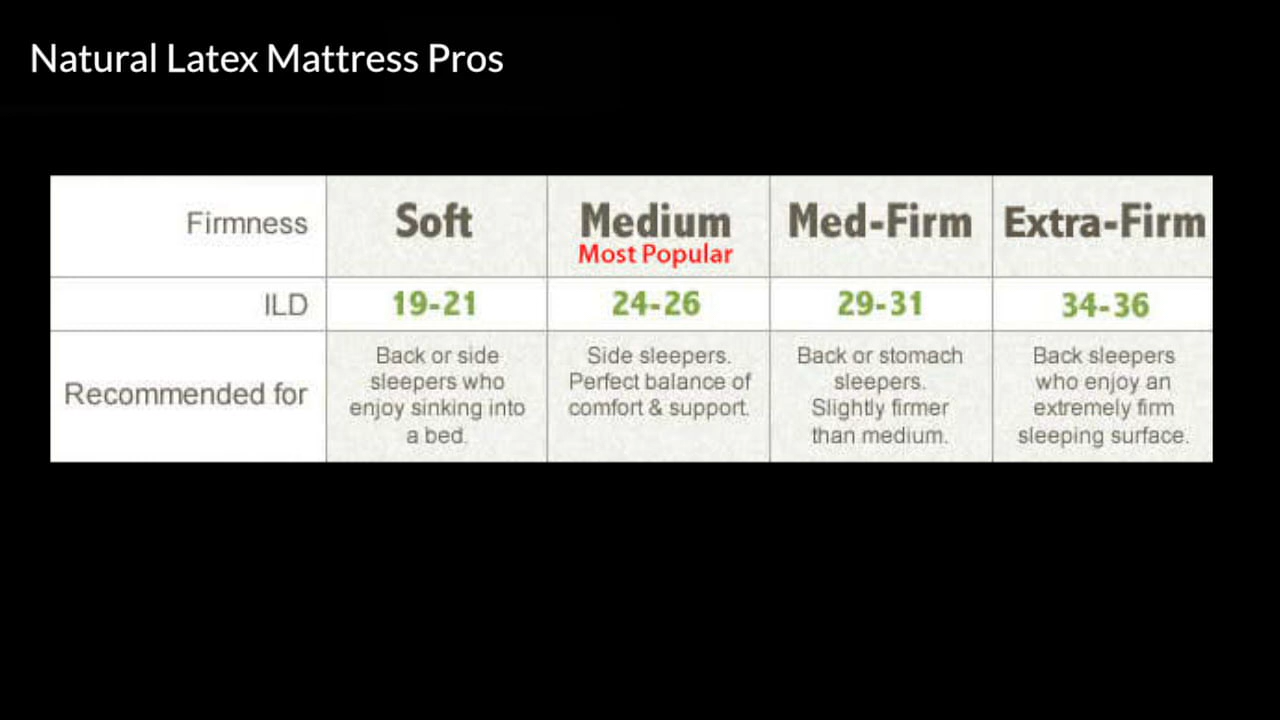 Natural Latex Mattress Pros
Firmness
Soft
Medium
Most Popular
Med-Firm
Extra-Firm
ILD
19-21
24-26
29-31
34-36
Recommended for
Back or side
sleepers who
enjoy sinking into
a bed.
Side sleepers.
Perfect balance of
comfort & support.
Back or stomach
sleepers.
Slightly firmer
than medium.
Back sleepers
who enjoy an
extremely firm
sleeping surface.